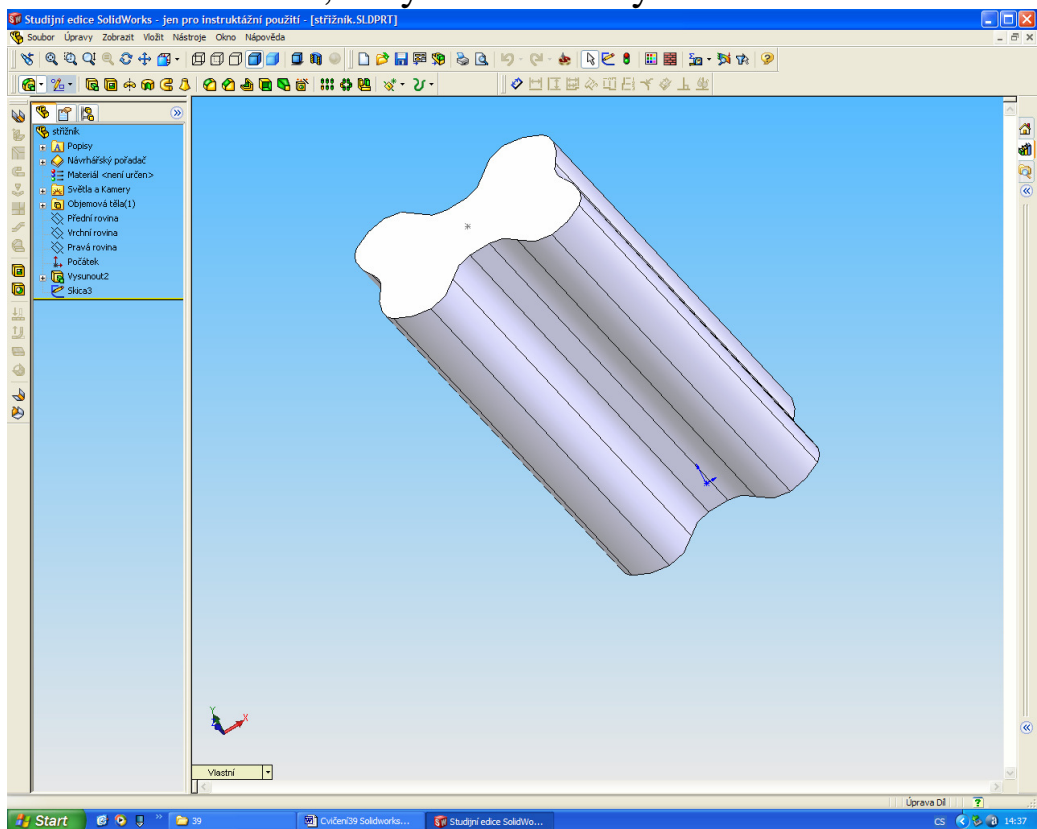 Studijní edice SolidWorks - jen pro instruktážní použití - [střižník.SLDPRT]
Soubor Úpravy Zobrazit Vložit Nástroje Okno Nápověda
střižník
A Popisy
Návrhářský pořadač
Materiál <není určen>
Světla a Kamery
Objemová těla(1)
Přední rovina
Vrchní rovina
Pravá rovina
Počátek
Vysunout2
Skica3
Y
X
Vlastní
Úprava Díl
Start
39
Cvičení39 Solidworks...
Studijní edice SolidWo...
CS
14:37